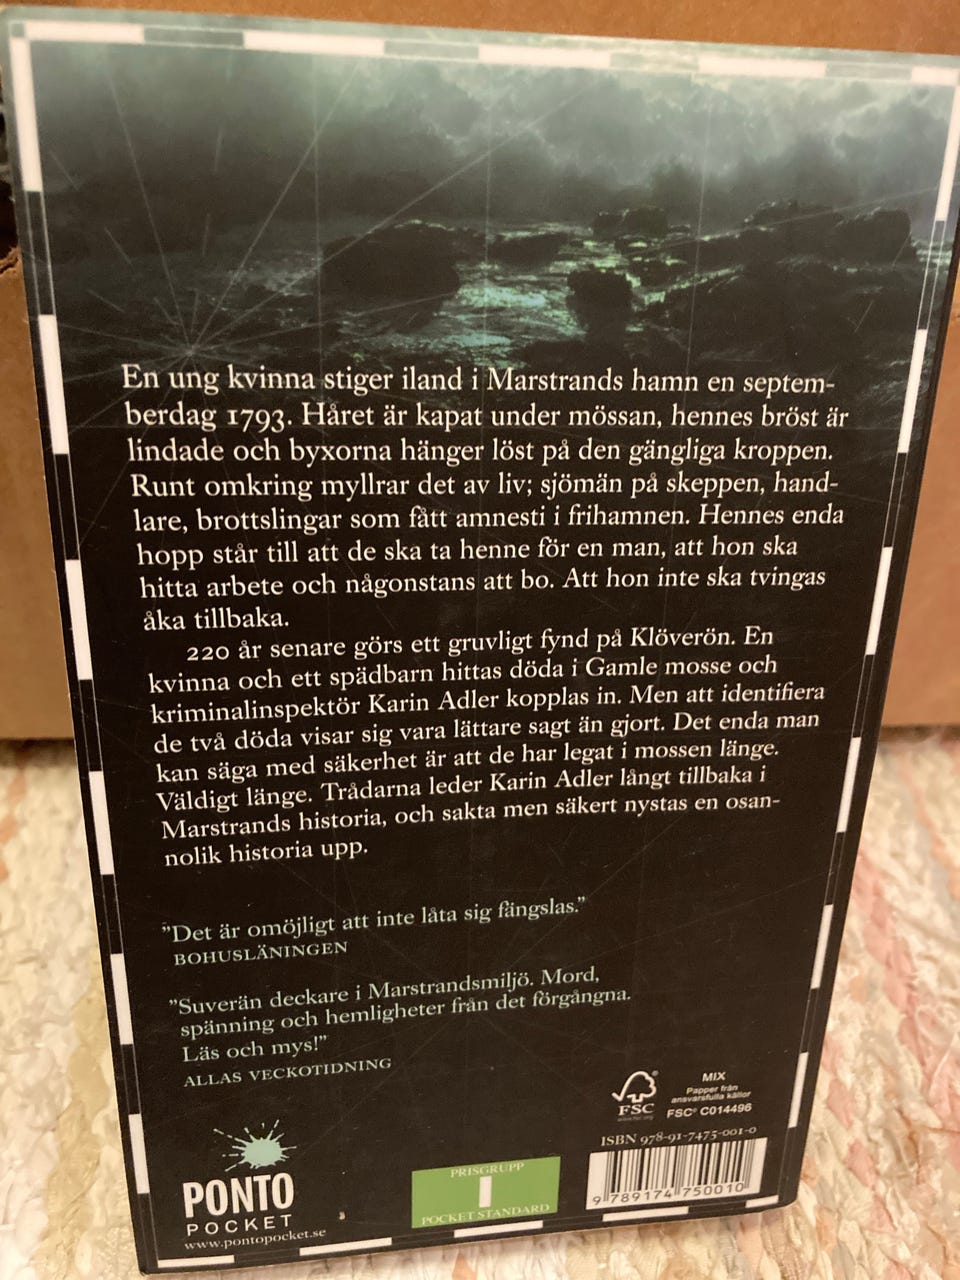 En ung kvinna stiger iland i Marstrands hamn en septem-
berdag 1793. Håret är kapat under mössan, hennes bröst är
lindade och byxorna hänger löst på den gängliga kroppen.
Runt omkring myllrar det av liv; sjömän på skeppen, hand-
lare, brottslingar som fått amnesti i frihamnen. Hennes enda
hopp står till att de ska ta henne för en man, att hon ska
hitta arbete och någonstans att bo. Att hon inte ska tvingas
åka tillbaka.
220 år senare görs ett gruvligt fynd på Klöverön. En
kvinna och ett spädbarn hittas döda i Gamle mosse och
kriminalinspektör Karin Adler kopplas in. Men att identifiera
de två döda visar sig vara lättare sagt än gjort. Det enda man
kan säga med säkerhet är att de har legat i mossen länge.
Väldigt länge. Trådarna leder Karin Adler långt tillbaka i
Marstrands historia, och sakta men säkert nystas en osan-
nolik historia upp.
”Det är omöjligt att inte låta sig fängslas.”
BOHUSLÄNINGEN
”Suverän deckare i Marstrandsmiljö. Mord,
spänning och hemligheter från det förgångna.
Läs och mys!”
ALLAS VECKOTIDNING
FSC
www.fsc.org
MIX
Papper från
ansvarsfulla källor
FSC® C014496
ISBN 978-91-7475-001-0
9 789174 750010
PRISGRUPP
1
POCKET STANDARD
PONTO
POCKET
www.pontopocket.se